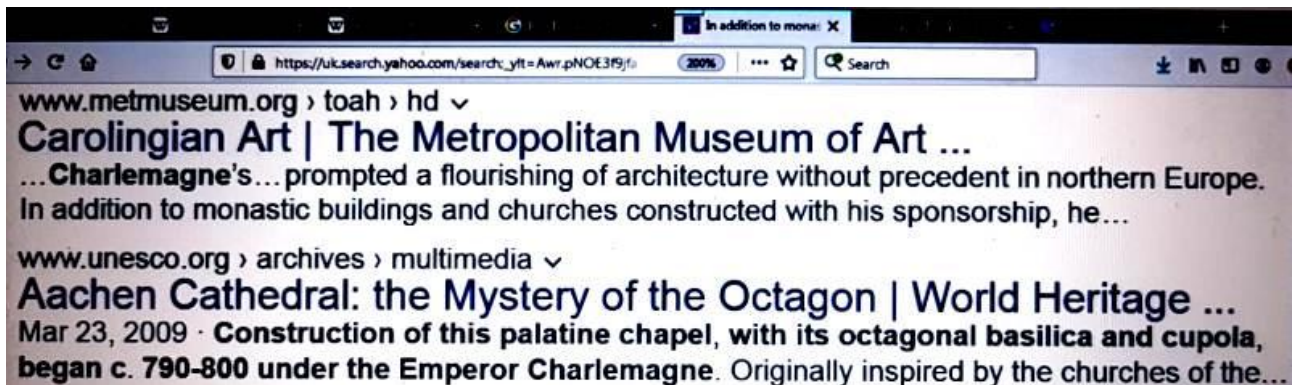 In addition to mona
https://uk.search.yahoo.com/search;_ylt= 200% Search
www.metmuseum.org › toah › hd
Carolingian Art | The Metropolitan Museum of Art ...
...Charlemagne's...prompted a flourishing of architecture without precedent in northern Europe.
In addition to monastic buildings and churches constructed with his sponsorship, he...
www.unesco.org › archives › multimedia
Aachen Cathedral: the Mystery of the Octagon | World Heritage ...
Mar 23, 2009 · Construction of this palatine chapel, with its octagonal basilica and cupola,
began c. 790-800 under the Emperor Charlemagne. Originally inspired by the churches of the...